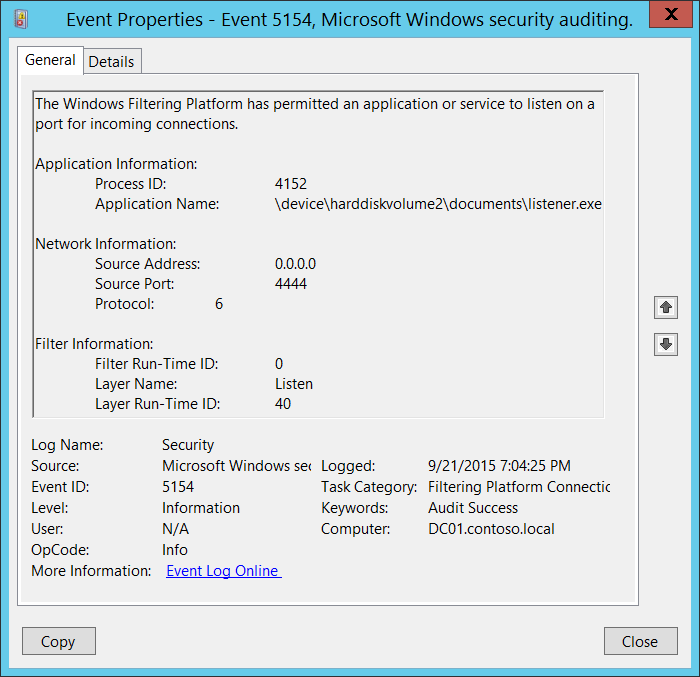 Event Properties - Event 5154, Microsoft Windows security auditing.
General
Details
The Windows Filtering Platform has permitted an application or service to listen on a
port for incoming connections.
Application Information:
Process ID: 4152
Application Name: \device\harddiskvolume2\documents\listener.exe
Network Information:
Source Address: 0.0.0.0
Source Port: 4444
Protocol: 6
Filter Information:
Filter Run-Time ID: 0
Layer Name: Listen
Layer Run-Time ID: 40
Log Name: Security
Source: Microsoft Windows sec Logged: 9/21/2015 7:04:25 PM
Event ID: 5154 Task Category: Filtering Platform Connectic
Level: Information Keywords: Audit Success
User: N/A Computer: DC01.contoso.local
OpCode: Info
More Information: Event Log Online
Copy
Close